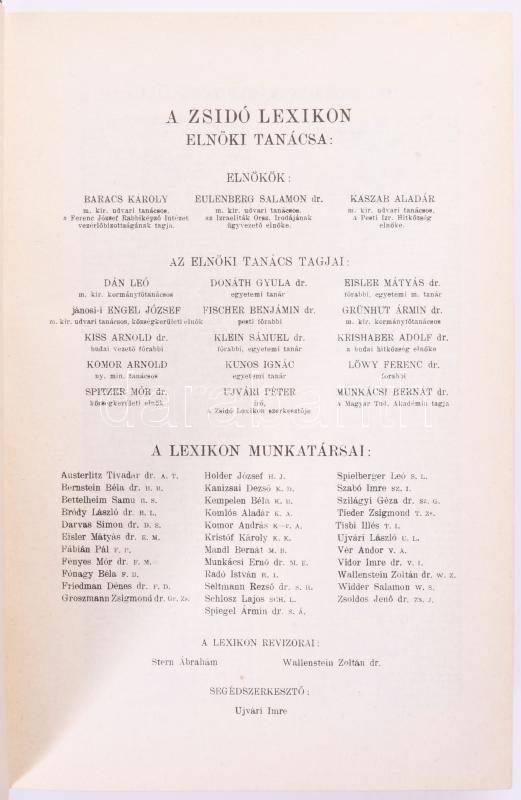 A ZSIDÓ LEXIKON
ELNÖKI TANÁCSA:
ELNÖKÖK:
BARACS KÁROLY EULENBERG SALAMON dr. KASZAB ALADÁR
m. kir. udvari tanácsos, m. kir. udvari tanácsos, m. kir. udvari tanácsos,
a Ferenc József Rabbiképző Intézet az Izraeliták Orsz. Irodájának a Pesti Izr. Hitközség
vezérlőbizottságának tagja. ügyvezető elnöke. elnöke.
AZ ELNÖKI TANÁCS TAGJAI:
DÁN LEÓ DONÁTH GYULA dr. EISLER MÁTYÁS dr.
m. kir. kormányfőtanácsos egyetemi tanár főrabbi, egyetemi m. tanár
jánosi-i ENGEL JÓZSEF FISCHER BENJÁMIN dr. GRÜNHUT ÁRMIN dr.
m. kir. udvari tanácsos, községkerületi elnök pesti főrabbi m. kir. kormányfőtanácsos
KISS ARNOLD dr. KLEIN SÁMUEL dr. KRISHABER ADOLF dr.
budai vezető főrabbi főrabbi, egyetemi tanár a budai hitközség elnöke
KOMOR ARNOLD KUNOS IGNÁC LŐWY FERENC dr.
ny. min. tanácsos egyetemi tanár főrabbi
SPITZER MÓR dr. UJVÁRI PÉTER MUNKÁCSI BERNÁT dr.
községkerületi elnök író, a Magyar Tud. Akadémia tagja
a Zsidó Lexikon szerkesztője
darabanth
A LEXIKON MUNKATÁRSAI:
Austerlitz Tivadar dr. A. T. Holder József H. J. Spielberger Leó S. L.
Bernstein Béla dr. B. B. Kanizsai Dezső K. D. Szabó Imre SZ. I.
Bettelheim Samu B. S. Kempelen Béla K. B. Szilágyi Géza dr. SZ. G.
Bródy László dr. B. L. Komlós Aladár K. A. Tieder Zsigmond T. ZS.
Darvas Simon dr. D. S. Komor András K—R. A. Tisbi Illés T. I.
Eisler Mátyás dr. E. M. Kristóf Károly K. K. Ujvári László U. L.
Fábián Pál F. P. Mandl Bernát M. B. Vér Andor V. A.
Fényes Mór dr. F. M. Munkácsi Ernő dr. M. E. Vidor Imre dr. V. I.
Fónagy Béla F. B. Radó István R. I. Wallenstein Zoltán dr. W. Z.
Friedman Dénes dr. F. D. Seltmann Rezső dr. S. R. Widder Salamon W. S.
Groszmann Zsigmond dr. Gr. Zs. Schlosz Lajos SCH. L. Zsoldos Jenő dr. ZS. J.
Spiegel Ármin dr. S. Á.
A LEXIKON REVIZORAI:
Stern Ábrahám Wallenstein Zoltán dr.
SEGÉDSZERKESZTŐ:
Ujvári Imre